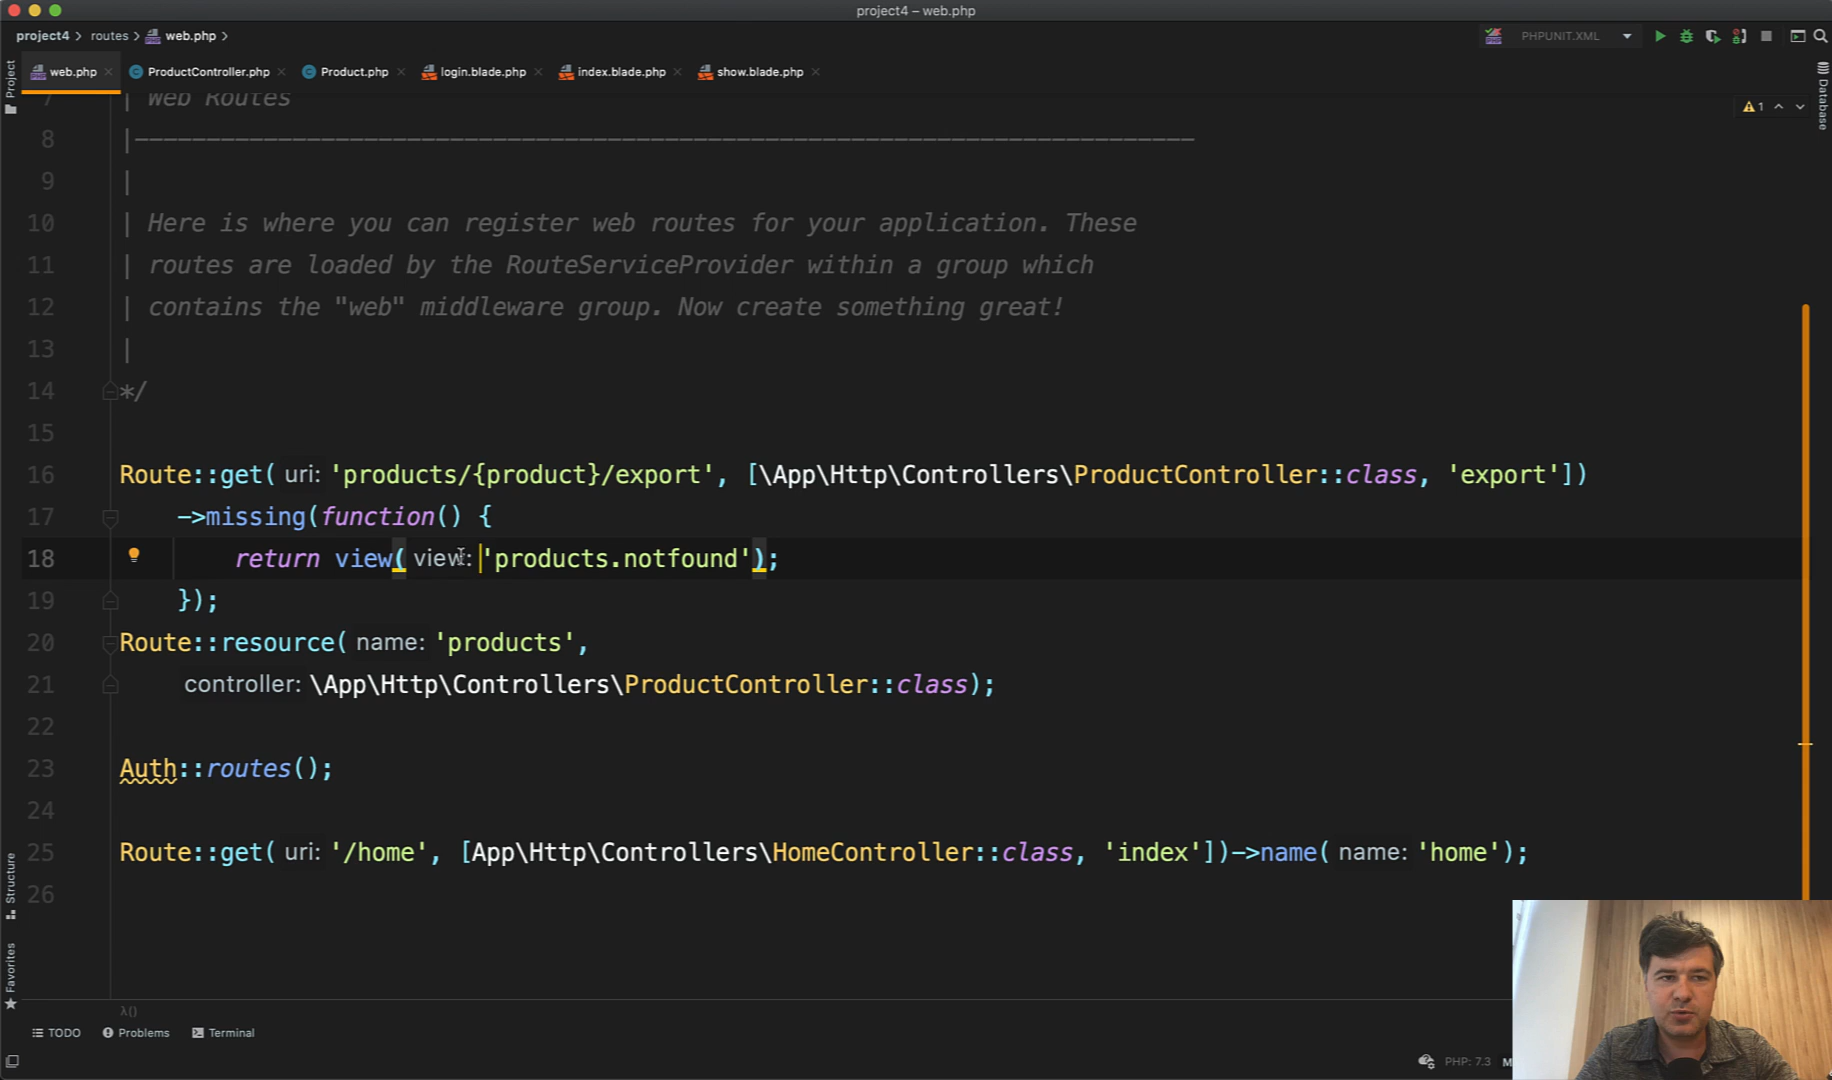 project4 – web.php
project4 > routes > web.php >
PHPUNIT.XML
web.php × ProductController.php × Product.php × login.blade.php × index.blade.php × show.blade.php ×
Project
Database
1
7 | Web Routes
8 |--------------------------------------------------------------------------
9 |
10 | Here is where you can register web routes for your application. These
11 | routes are loaded by the RouteServiceProvider within a group which
12 | contains the "web" middleware group. Now create something great!
13 |
14 */
15
16 Route::get( uri: 'products/{product}/export', [\App\Http\Controllers\ProductController::class, 'export'])
17 ->missing(function() {
18 return view( view: 'products.notfound');
19 });
20 Route::resource( name: 'products',
21 controller: \App\Http\Controllers\ProductController::class);
22
23 Auth::routes();
24
25 Route::get( uri: '/home', [App\Http\Controllers\HomeController::class, 'index'])->name( name: 'home');
26
Structure
Favorites
λ()
TODO Problems Terminal
PHP: 7.3